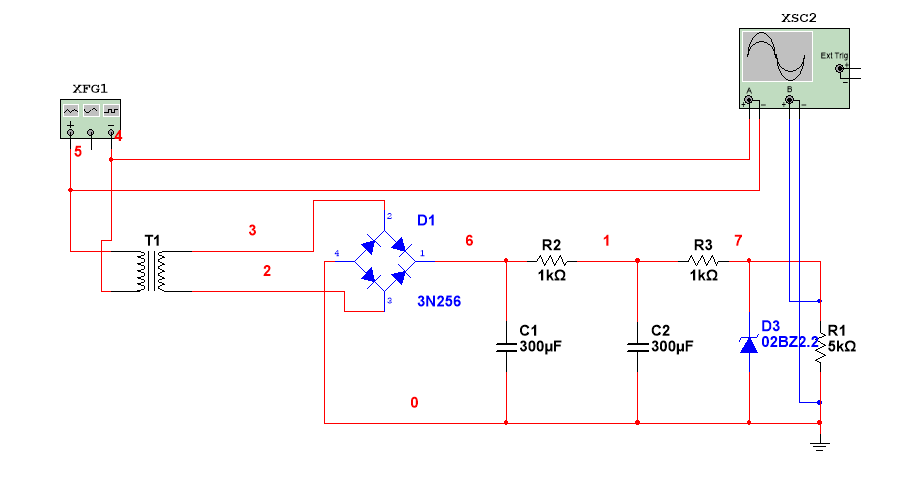 XSC2
Ext Trig
+
−
A
B
+ − + −
XFG1
+ −
4
5
T1
3
2
2
D1
4
1
3
3N256
6
R2
1kΩ
1
R3
1kΩ
7
C1
300µF
C2
300µF
D3
02BZ2.2
R1
5kΩ
0